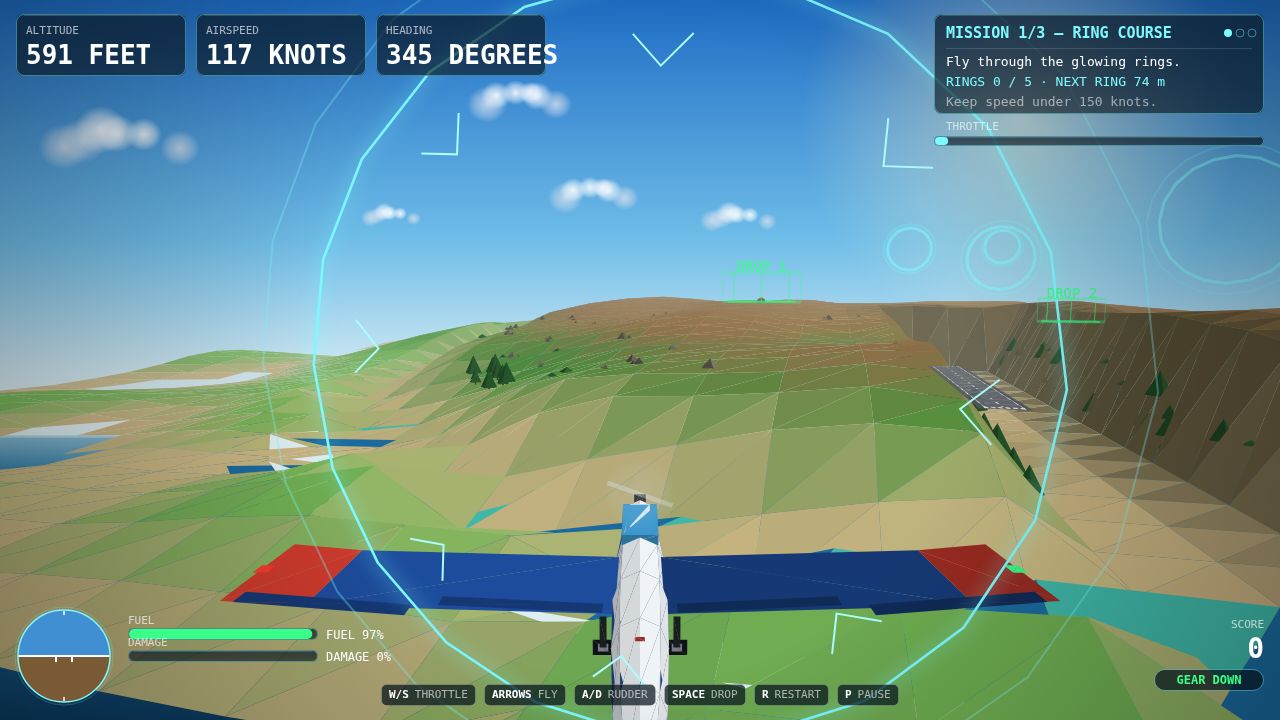 ALTITUDE
591 FEET
AIRSPEED
117 KNOTS
HEADING
345 DEGREES
MISSION 1/3 — RING COURSE
Fly through the glowing rings.
RINGS 0 / 5 · NEXT RING 74 m
Keep speed under 150 knots.
THROTTLE
DROP 1
DROP 2
FUEL
FUEL 97%
DAMAGE
DAMAGE 0%
W/S THROTTLE
ARROWS FLY
A/D RUDDER
SPACE DROP
R RESTART
P PAUSE
SCORE
0
GEAR DOWN